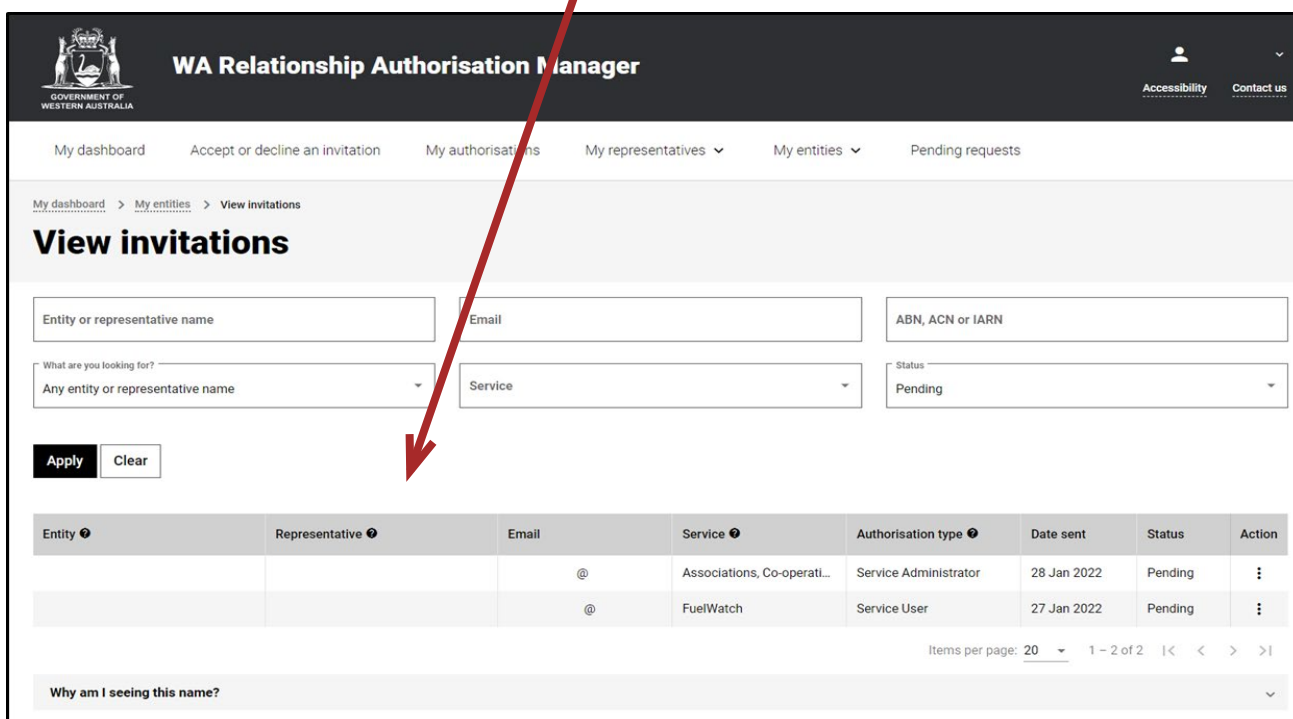 GOVERNMENT OF
WESTERN AUSTRALIA
WA Relationship Authorisation Manager
Accessibility Contact us
My dashboard Accept or decline an invitation My authorisations My representatives My entities Pending requests
My dashboard > My entities > View invitations
View invitations
Entity or representative name Email ABN, ACN or IARN
What are you looking for? Status
Any entity or representative name Service Pending
Apply Clear
Entity Representative Email Service Authorisation type Date sent Status Action
@ Associations, Co-operati... Service Administrator 28 Jan 2022 Pending
@ FuelWatch Service User 27 Jan 2022 Pending
Items per page: 20 1 – 2 of 2 |< < > >|
Why am I seeing this name?